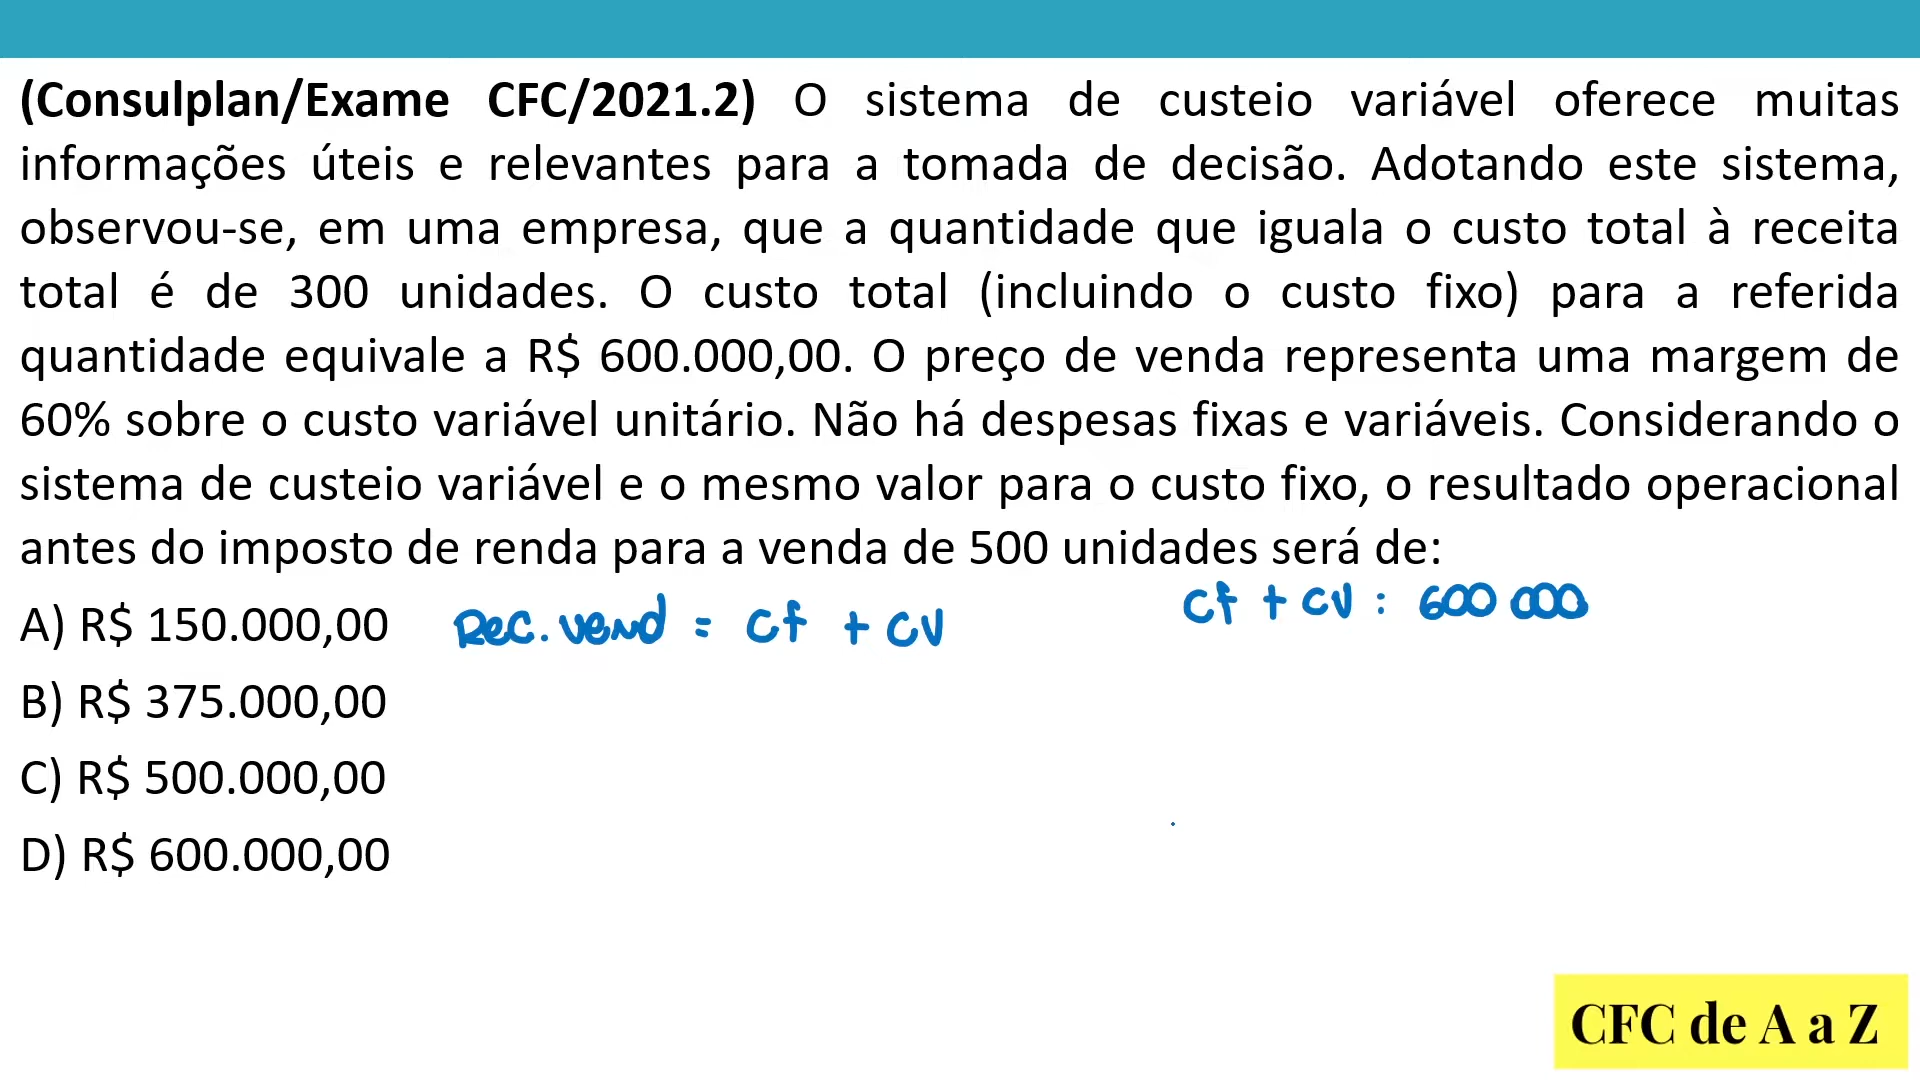 (Consulplan/Exame CFC/2021.2) O sistema de custeio variável oferece muitas
informações úteis e relevantes para a tomada de decisão. Adotando este sistema,
observou-se, em uma empresa, que a quantidade que iguala o custo total à receita
total é de 300 unidades. O custo total (incluindo o custo fixo) para a referida
quantidade equivale a R$ 600.000,00. O preço de venda representa uma margem de
60% sobre o custo variável unitário. Não há despesas fixas e variáveis. Considerando o
sistema de custeio variável e o mesmo valor para o custo fixo, o resultado operacional
antes do imposto de renda para a venda de 500 unidades será de:
Cf + CV : 600 000
A) R$ 150.000,00 Rec. Vend = Cf + CV
B) R$ 375.000,00
C) R$ 500.000,00
D) R$ 600.000,00
CFC de A a Z